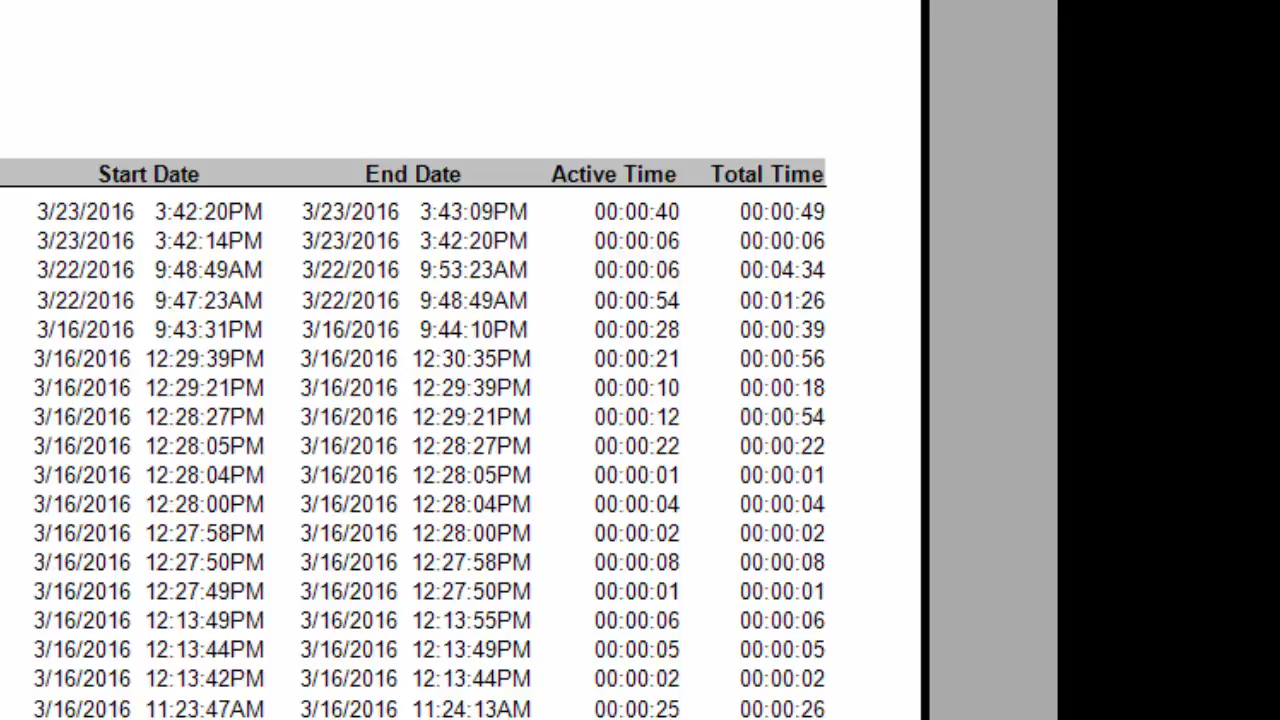 Start Date End Date Active Time Total Time
3/23/2016 3:42:20PM 3/23/2016 3:43:09PM 00:00:40 00:00:49
3/23/2016 3:42:14PM 3/23/2016 3:42:20PM 00:00:06 00:00:06
3/22/2016 9:48:49AM 3/22/2016 9:53:23AM 00:00:06 00:04:34
3/22/2016 9:47:23AM 3/22/2016 9:48:49AM 00:00:54 00:01:26
3/16/2016 9:43:31PM 3/16/2016 9:44:10PM 00:00:28 00:00:39
3/16/2016 12:29:39PM 3/16/2016 12:30:35PM 00:00:21 00:00:56
3/16/2016 12:29:21PM 3/16/2016 12:29:39PM 00:00:10 00:00:18
3/16/2016 12:28:27PM 3/16/2016 12:29:21PM 00:00:12 00:00:54
3/16/2016 12:28:05PM 3/16/2016 12:28:27PM 00:00:22 00:00:22
3/16/2016 12:28:04PM 3/16/2016 12:28:05PM 00:00:01 00:00:01
3/16/2016 12:28:00PM 3/16/2016 12:28:04PM 00:00:04 00:00:04
3/16/2016 12:27:58PM 3/16/2016 12:28:00PM 00:00:02 00:00:02
3/16/2016 12:27:50PM 3/16/2016 12:27:58PM 00:00:08 00:00:08
3/16/2016 12:27:49PM 3/16/2016 12:27:50PM 00:00:01 00:00:01
3/16/2016 12:13:49PM 3/16/2016 12:13:55PM 00:00:06 00:00:06
3/16/2016 12:13:44PM 3/16/2016 12:13:49PM 00:00:05 00:00:05
3/16/2016 12:13:42PM 3/16/2016 12:13:44PM 00:00:02 00:00:02
3/16/2016 11:23:47AM 3/16/2016 11:24:13AM 00:00:25 00:00:26